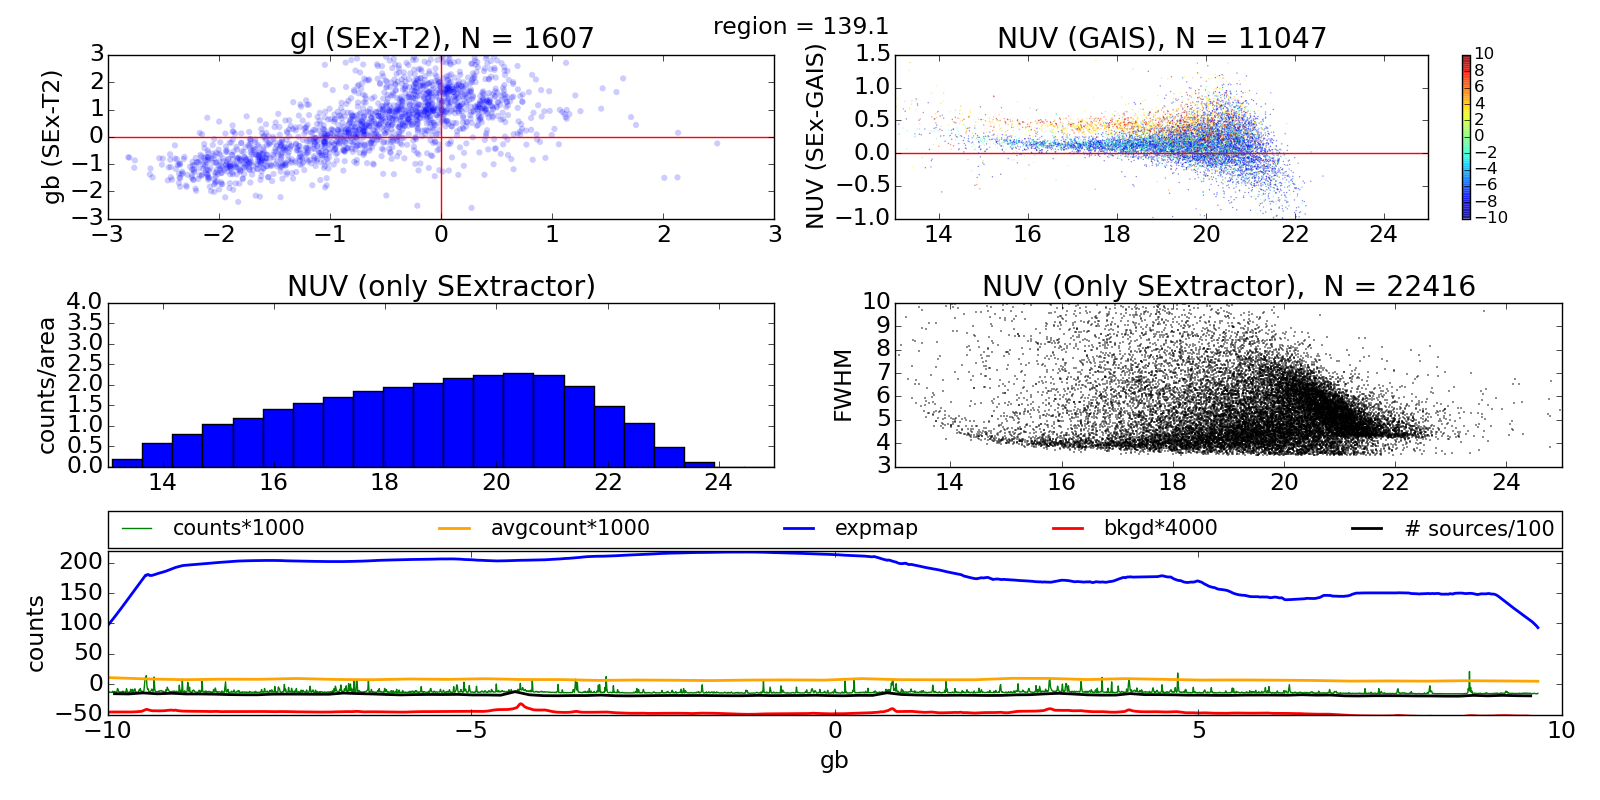 region = 139.1
gl (SEx-T2), N = 1607
gb (SEx-T2)
3
2
1
0
−1
−2
−3
−3 −2 −1 0 1 2 3
NUV (GAIS), N = 11047
NUV (SEx-GAIS)
1.5
1.0
0.5
0.0
−0.5
−1.0
14 16 18 20 22 24
10
8
6
4
2
0
−2
−4
−6
−8
−10
NUV (only SExtractor)
counts/area
4.0
3.5
3.0
2.5
2.0
1.5
1.0
0.5
0.0
14 16 18 20 22 24
NUV (Only SExtractor), N = 22416
FWHM
10
9
8
7
6
5
4
3
14 16 18 20 22 24
counts*1000 avgcount*1000 expmap bkgd*4000 # sources/100
counts
200
150
100
50
0
−50
−10 −5 0 5 10
gb